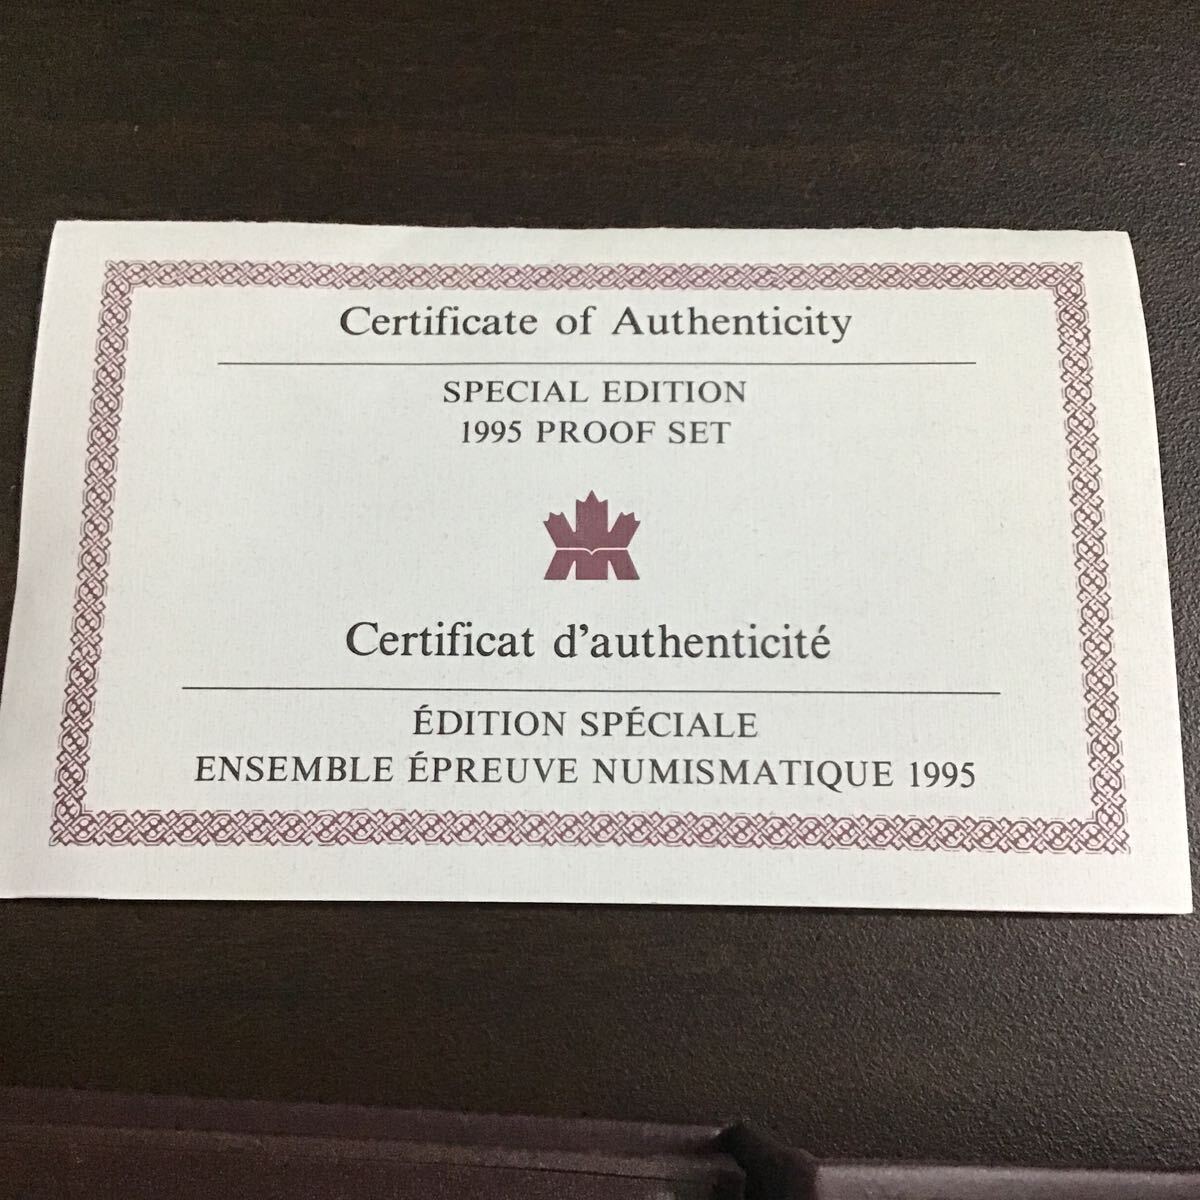 Certificate of Authenticity
SPECIAL EDITION
1995 PROOF SET
Certificat d'authenticité
ÉDITION SPÉCIALE
ENSEMBLE ÉPREUVE NUMISMATIQUE 1995